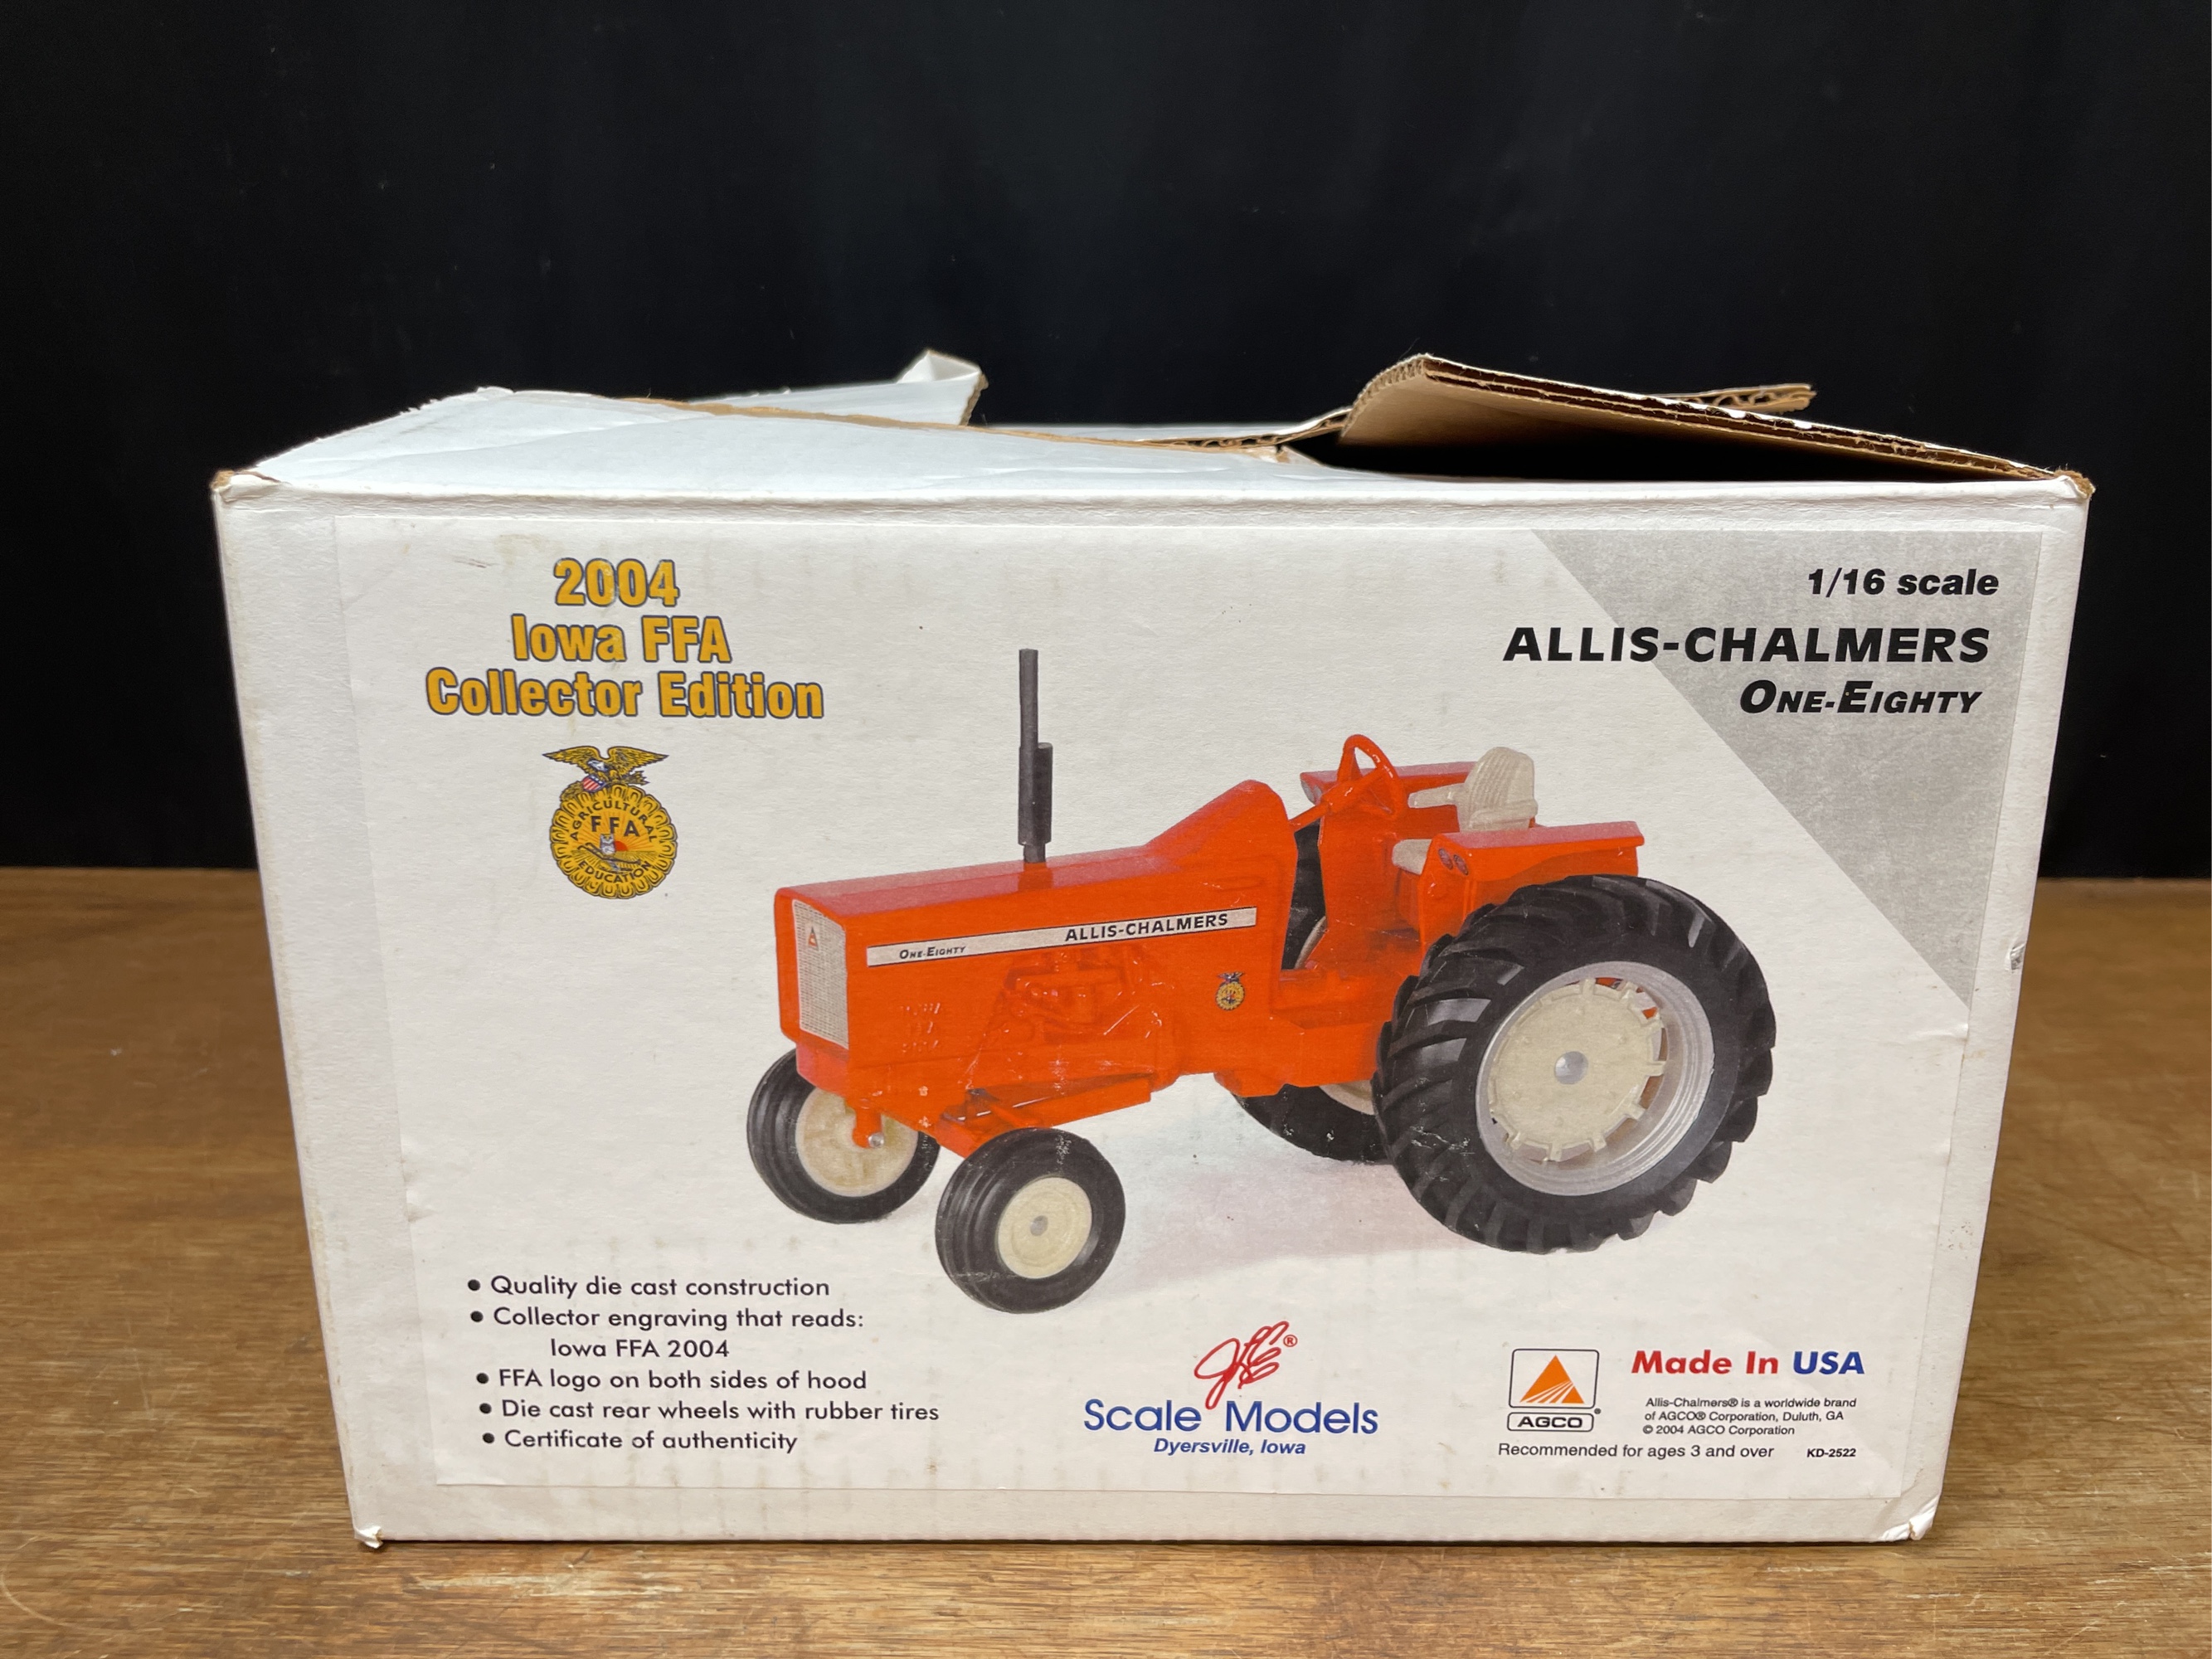 2004
Iowa FFA
Collector Edition
AGRICULTURAL
FFA
EDUCATION
1/16 scale
ALLIS-CHALMERS
ONE-EIGHTY
ONE-EIGHTY ALLIS-CHALMERS
• Quality die cast construction
• Collector engraving that reads:
Iowa FFA 2004
• FFA logo on both sides of hood
• Die cast rear wheels with rubber tires
• Certificate of authenticity
JLE®
Scale Models
Dyersville, Iowa
AGCO
Made In USA
Allis-Chalmers® is a worldwide brand
of AGCO® Corporation, Duluth, GA
© 2004 AGCO Corporation
Recommended for ages 3 and over KD-2522